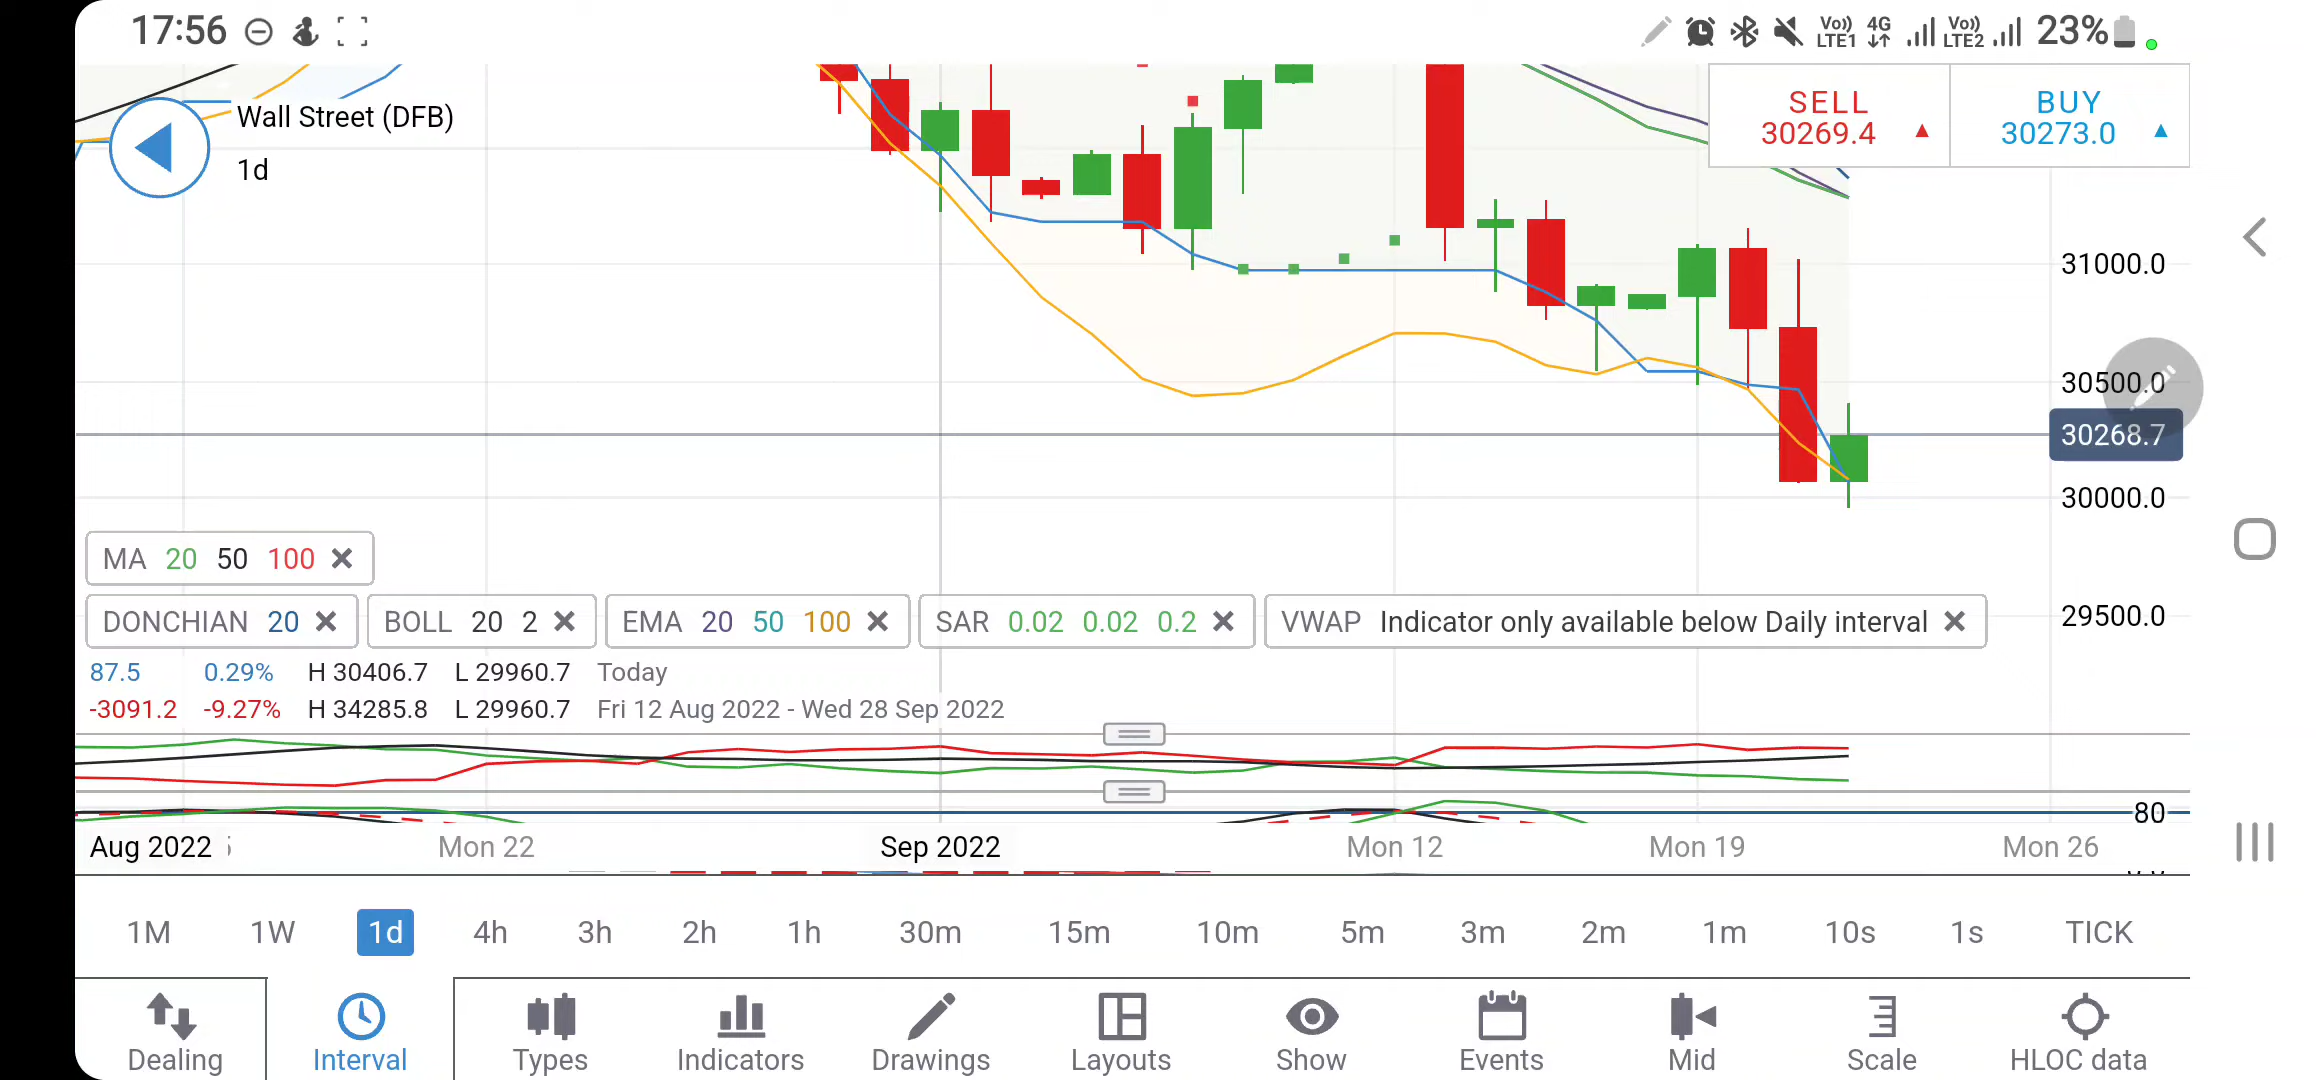 17:56
Vo)) LTE1 4G Vo)) LTE2 23%
Wall Street (DFB)
1d
SELL
30269.4
BUY
30273.0
31000.0
30500.0
30268.7
30000.0
29500.0
MA 20 50 100
DONCHIAN 20
BOLL 20 2
EMA 20 50 100
SAR 0.02 0.02 0.2
VWAP Indicator only available below Daily interval
87.5 0.29% H 30406.7 L 29960.7 Today
-3091.2 -9.27% H 34285.8 L 29960.7 Fri 12 Aug 2022 - Wed 28 Sep 2022
80
Aug 2022 Mon 22 Sep 2022 Mon 12 Mon 19 Mon 26
1M 1W 1d 4h 3h 2h 1h 30m 15m 10m 5m 3m 2m 1m 10s 1s TICK
Dealing Interval Types Indicators Drawings Layouts Show Events Mid Scale HLOC data